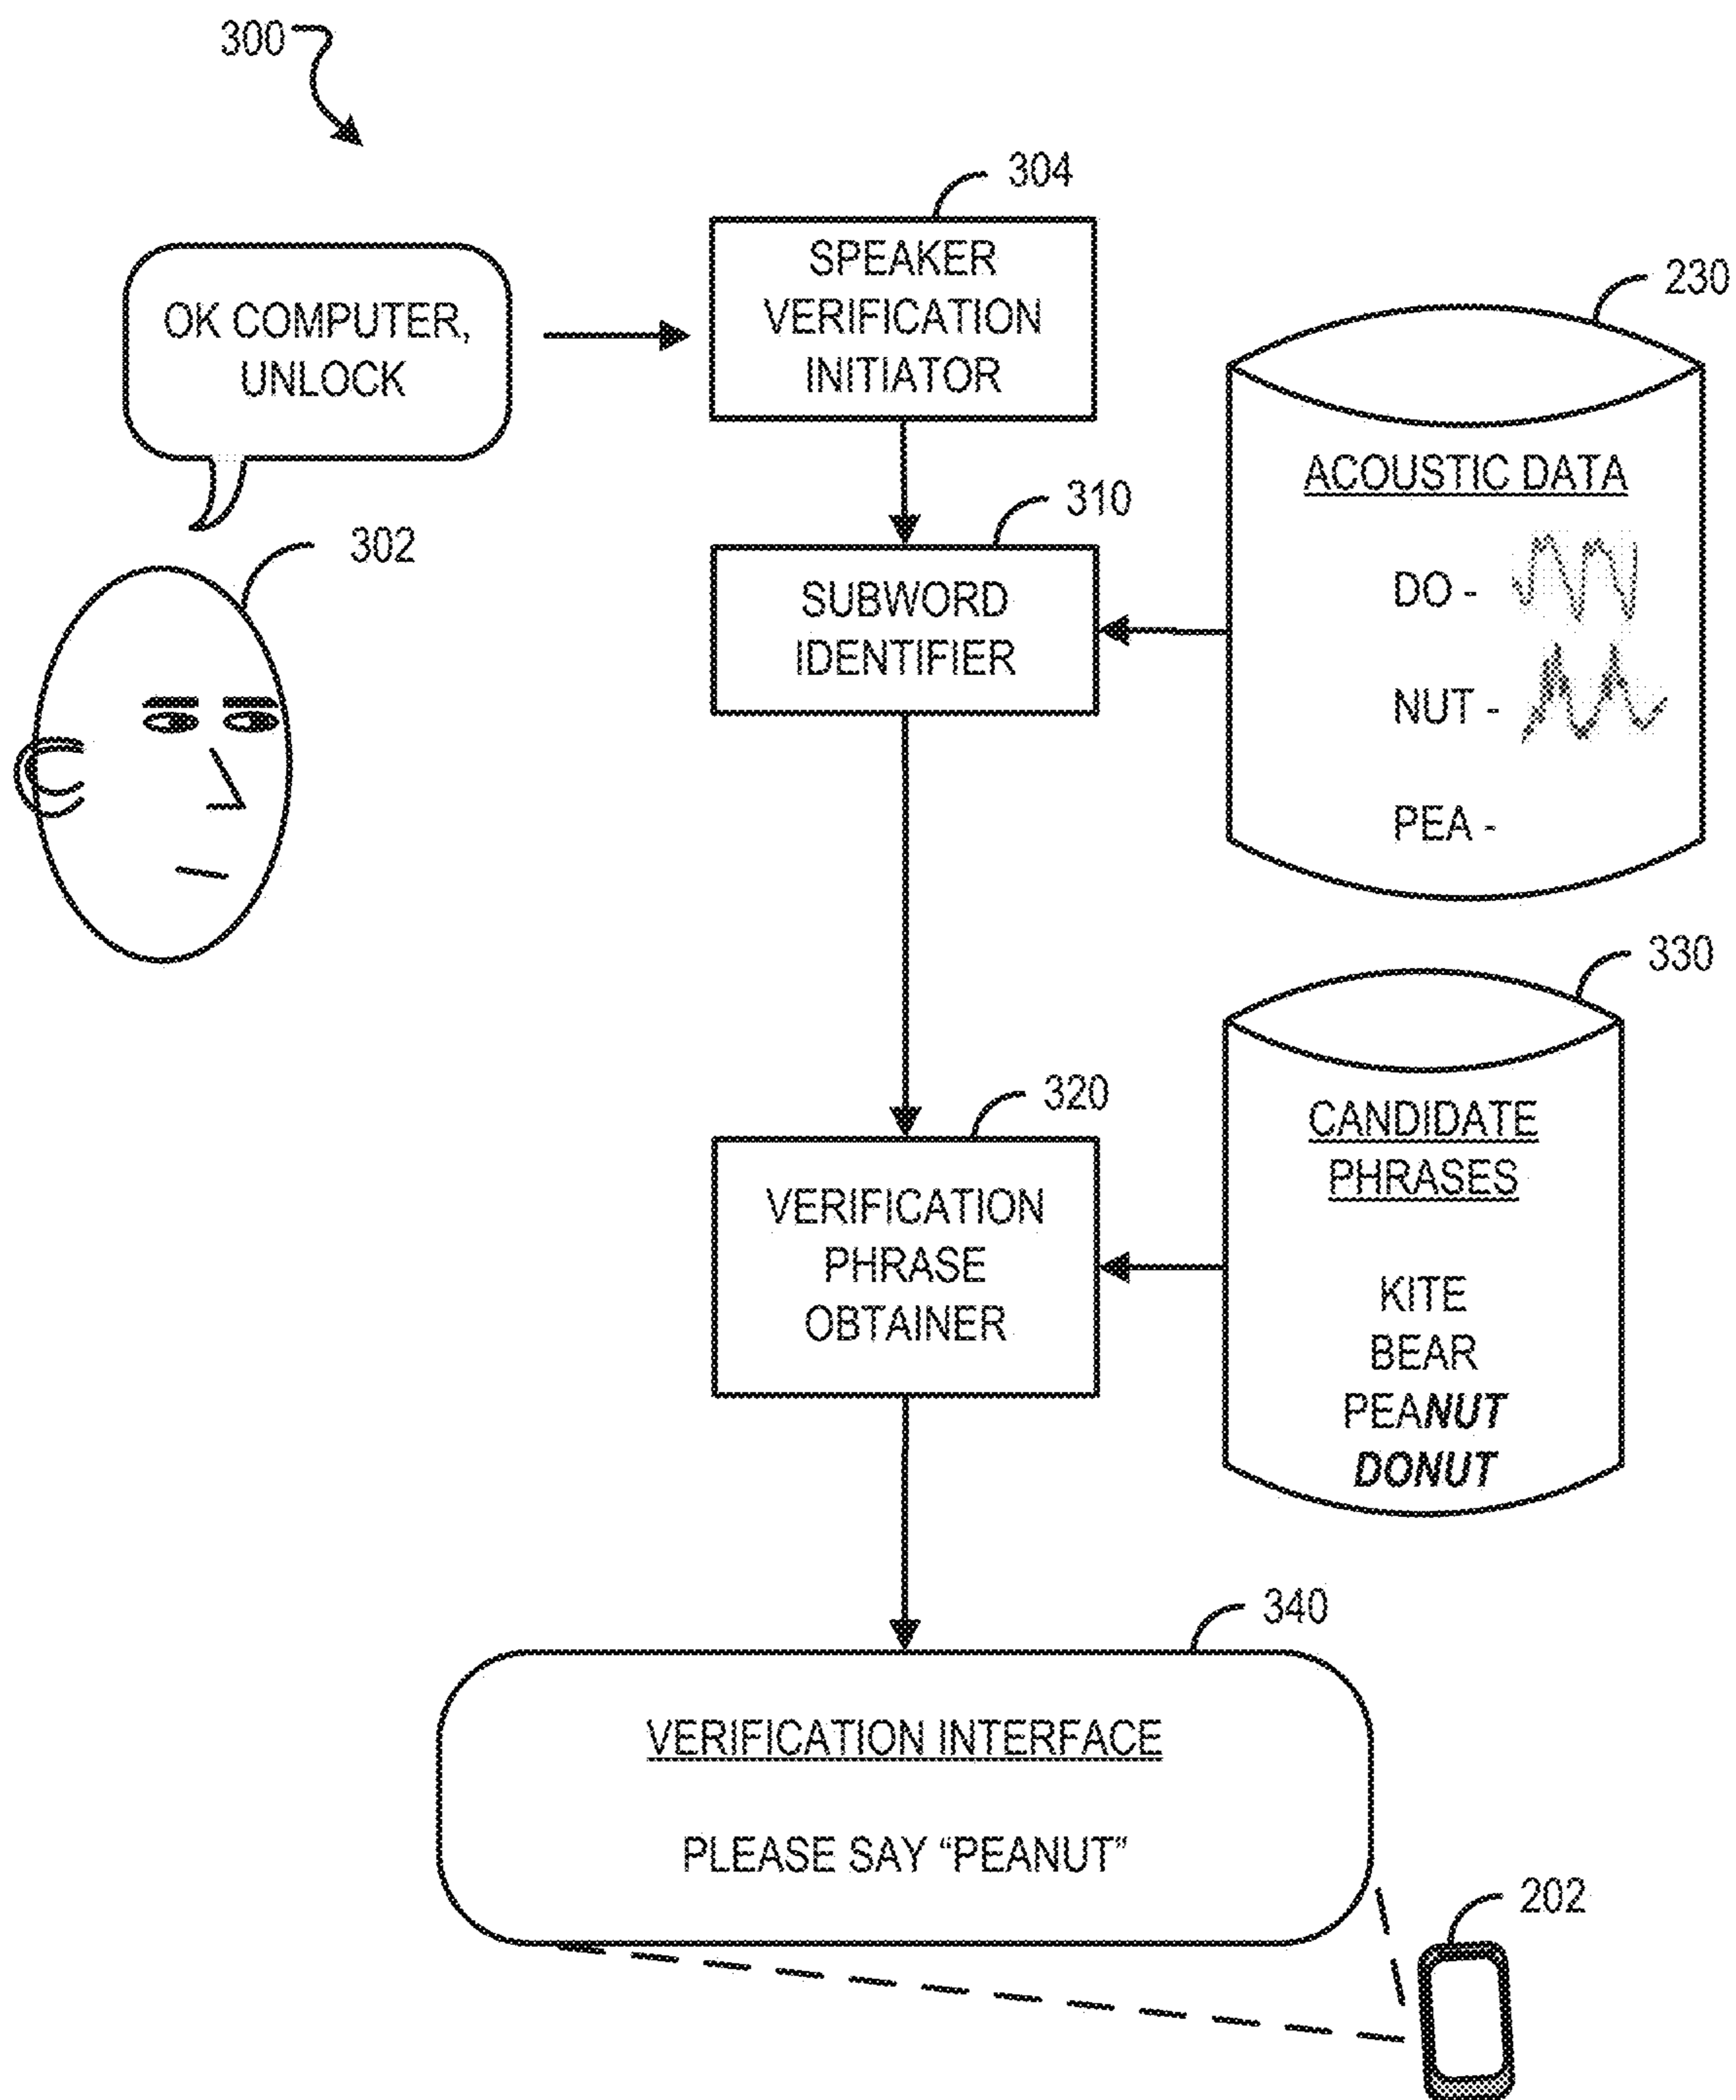 300
304
SPEAKER
VERIFICATION
INITIATOR
OK COMPUTER,
UNLOCK
230
ACOUSTIC DATA
DO -
NUT -
PEA -
310
302
SUBWORD
IDENTIFIER
330
CANDIDATE
PHRASES
KITE
BEAR
PEANUT
DONUT
320
VERIFICATION
PHRASE
OBTAINER
340
VERIFICATION INTERFACE
PLEASE SAY “PEANUT”
202